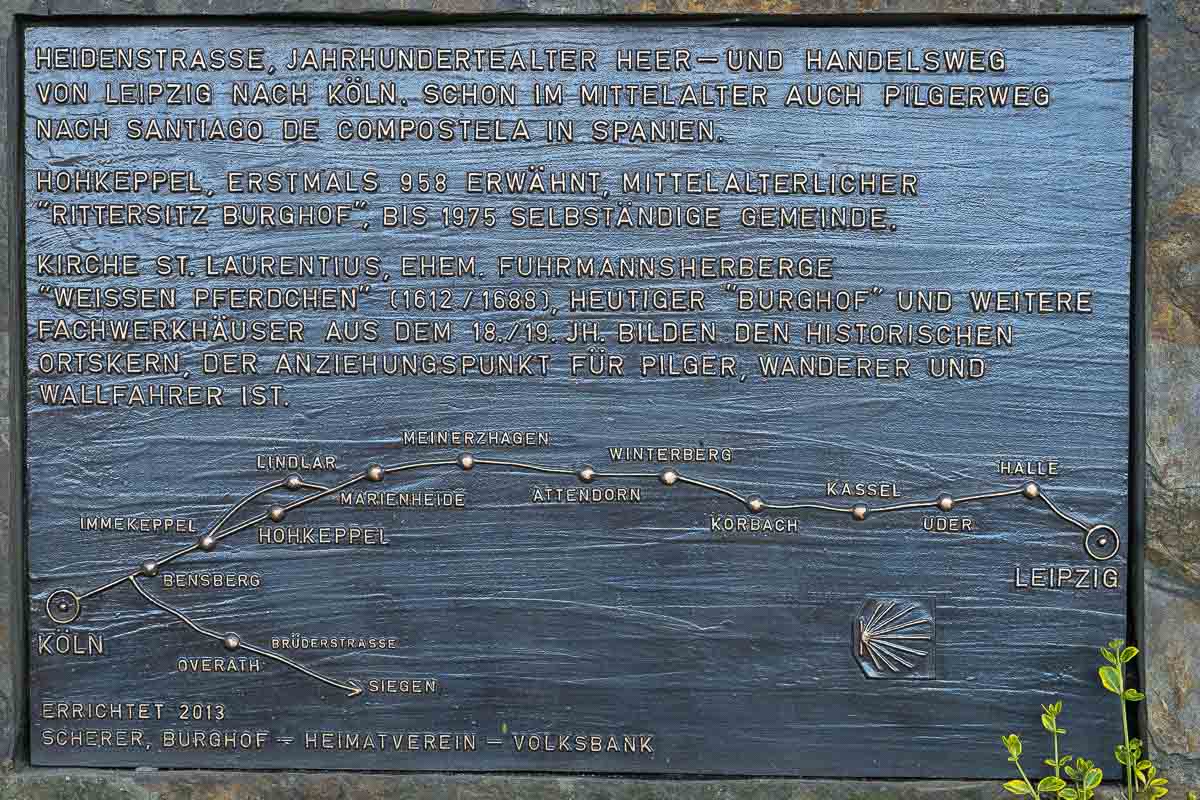 HEIDENSTRASSE, JAHRHUNDERTEALTER HEER – UND HANDELSWEG
VON LEIPZIG NACH KÖLN. SCHON IM MITTELALTER AUCH PILGERWEG
NACH SANTIAGO DE COMPOSTELA IN SPANIEN.
HOHKEPPEL, ERSTMALS 958 ERWÄHNT, MITTELALTERLICHER
"RITTERSITZ BURGHOF", BIS 1975 SELBSTÄNDIGE GEMEINDE.
KIRCHE ST. LAURENTIUS, EHEM. FUHRMANNSHERBERGE
"WEISSEN PFERDCHEN" (1612/1688), HEUTIGER "BURGHOF" UND WEITERE
FACHWERKHÄUSER AUS DEM 18./19. JH. BILDEN DEN HISTORISCHEN
ORTSKERN, DER ANZIEHUNGSPUNKT FÜR PILGER, WANDERER UND
WALLFAHRER IST.
MEINERZHAGEN
LINDLAR
WINTERBERG
HALLE
MARIENHEIDE
ATTENDORN
KASSEL
IMMEKEPPEL
HOHKEPPEL
KORBACH
UDER
BENSBERG
LEIPZIG
KÖLN
BRÜDERSTRASSE
OVERATH
SIEGEN
ERRICHTET 2013
SCHERER, BURGHOF – HEIMATVEREIN – VOLKSBANK